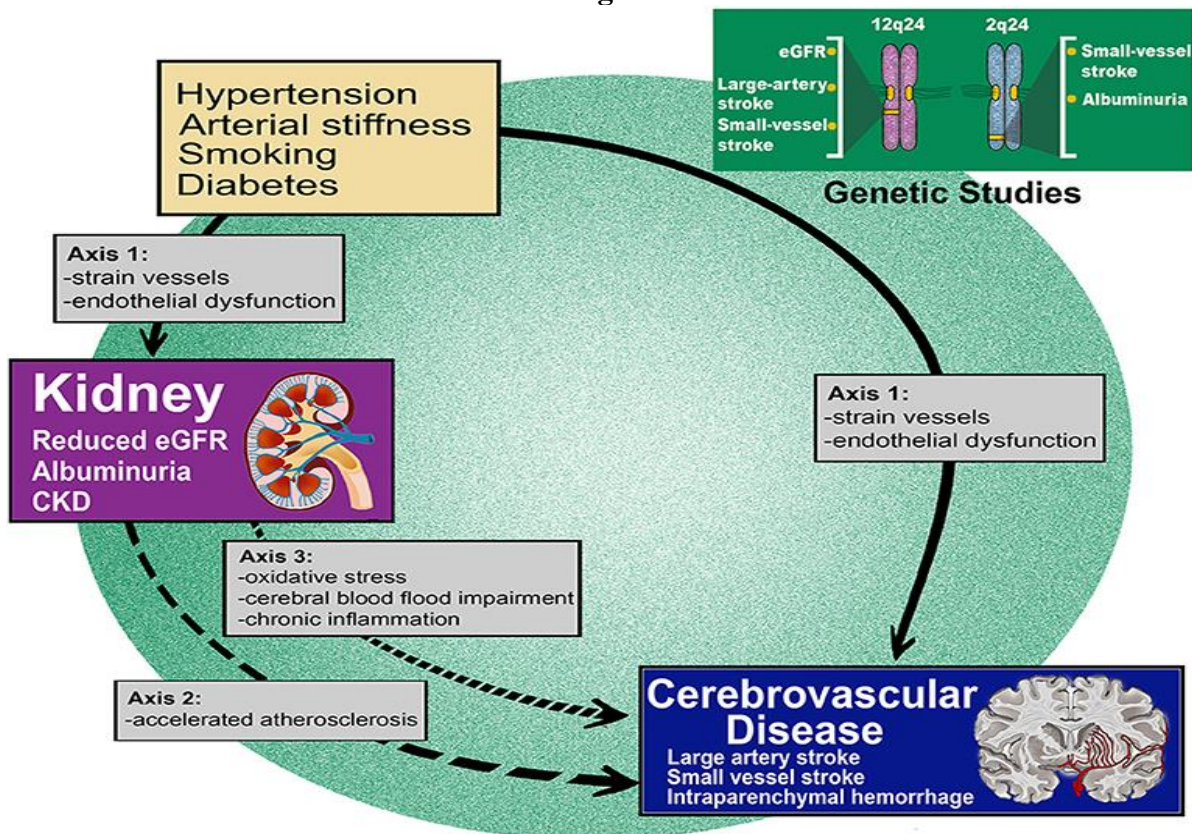 12q24
2q24
eGFR
Large-artery
stroke
Small-vessel
stroke
Small-vessel
stroke
Albuminuria
Genetic Studies
Hypertension
Arterial stiffness
Smoking
Diabetes
Axis 1:
-strain vessels
-endothelial dysfunction
Kidney
Reduced eGFR
Albuminuria
CKD
Axis 1:
-strain vessels
-endothelial dysfunction
Axis 3:
-oxidative stress
-cerebral blood flood impairment
-chronic inflammation
Axis 2:
-accelerated atherosclerosis
Cerebrovascular
Disease
Large artery stroke
Small vessel stroke
Intraparenchymal hemorrhage